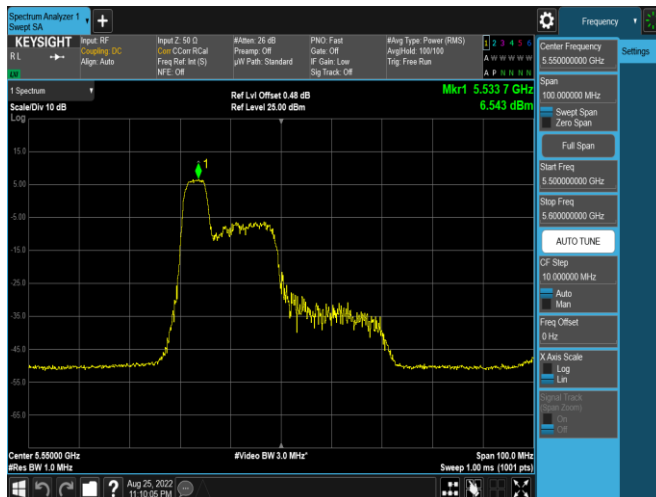 Spectrum Analyzer 1
Swept SA
+
Frequency
KEYSIGHT
R L
Input: RF
Coupling: DC
Align: Auto
Input Z: 50 Ω
Corr CCorr RCal
Freq Ref: Int (S)
NFE: Off
#Atten: 26 dB
Preamp: Off
µW Path: Standard
PNO: Fast
Gate: Off
IF Gain: Low
Sig Track: Off
#Avg Type: Power (RMS)
Avg|Hold: 100/100
Trig: Free Run
1 2 3 4 5 6
A W W W W W
A P N N N N
Settings
Center Frequency
5.550000000 GHz
Span
100.000000 MHz
Swept Span
Zero Span
Full Span
Start Freq
5.500000000 GHz
Stop Freq
5.600000000 GHz
AUTO TUNE
CF Step
10.000000 MHz
Auto
Man
Freq Offset
0 Hz
X Axis Scale
Log
Lin
Signal Track
(Span Zoom)
On
Off
1 Spectrum
Scale/Div 10 dB
Log
Ref Lvl Offset 0.48 dB
Ref Level 25.00 dBm
Mkr1 5.533 7 GHz
6.543 dBm
1
15.0
5.00
-15.0
-25.0
-35.0
-45.0
-55.0
-65.0
Center 5.55000 GHz
#Res BW 1.0 MHz
#Video BW 3.0 MHz*
Span 100.0 MHz
Sweep 1.00 ms (1001 pts)
?
Aug 25, 2022
11:10:05 PM